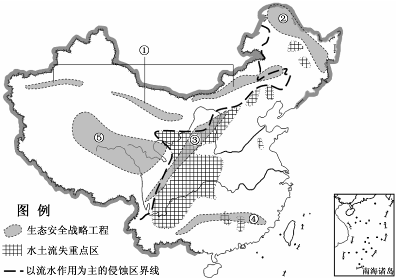 ①
②
③
④
⑤
图 例
生态安全战略工程
水土流失重点区
以流水作用为主的侵蚀区界线
南海诸岛